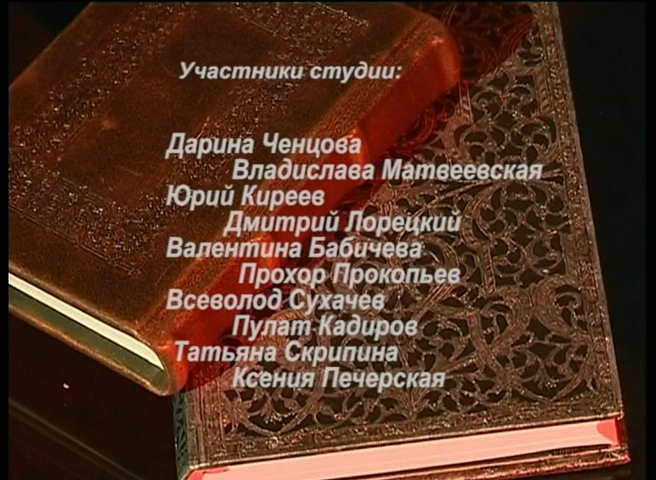 Участники студии:
Дарина Ченцова
Владислава Матвеевская
Юрий Киреев
Дмитрий Лорецкий
Валентина Бабичева
Прохор Прокопьев
Всеволод Сухачев
Пулат Кадиров
Татьяна Скрипина
Ксения Печерская